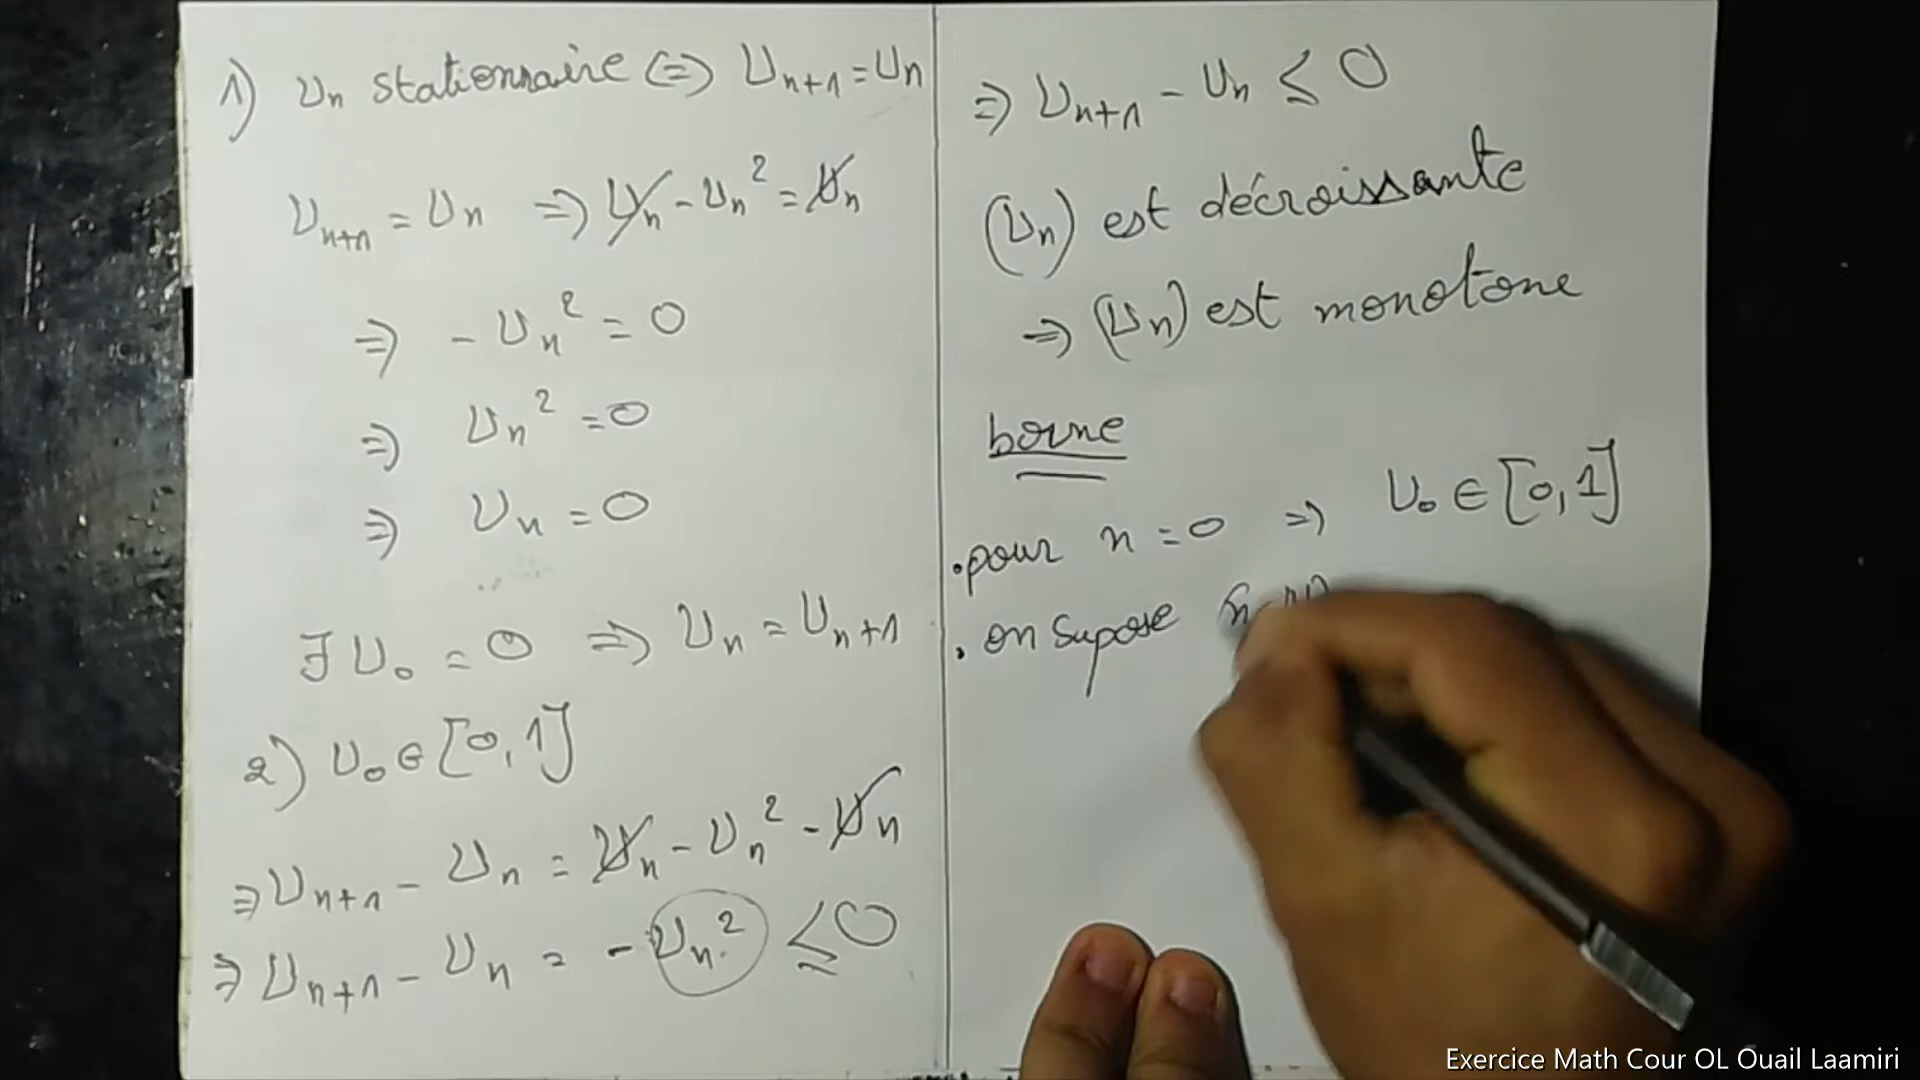 1) Un stationnaire ⇔ Un+1 = Un
Un+1 = Un ⇒ Un - Un² = Un
⇒ - Un² = 0
⇒ Un² = 0
⇒ Un = 0
∃ U0 = 0 ⇒ Un = Un+1
2) U0 ∈ [0,1]
⇒ Un+1 - Un = Un - Un² - Un
⇒ Un+1 - Un = - Un² ≤ 0
⇒ Un+1 - Un ≤ 0
(Un) est décroissante
⇒ (Un) est monotone
borne
. pour n = 0 ⇒ U0 ∈ [0,1]
. on supose
Exercice Math Cour OL Ouail Laamiri